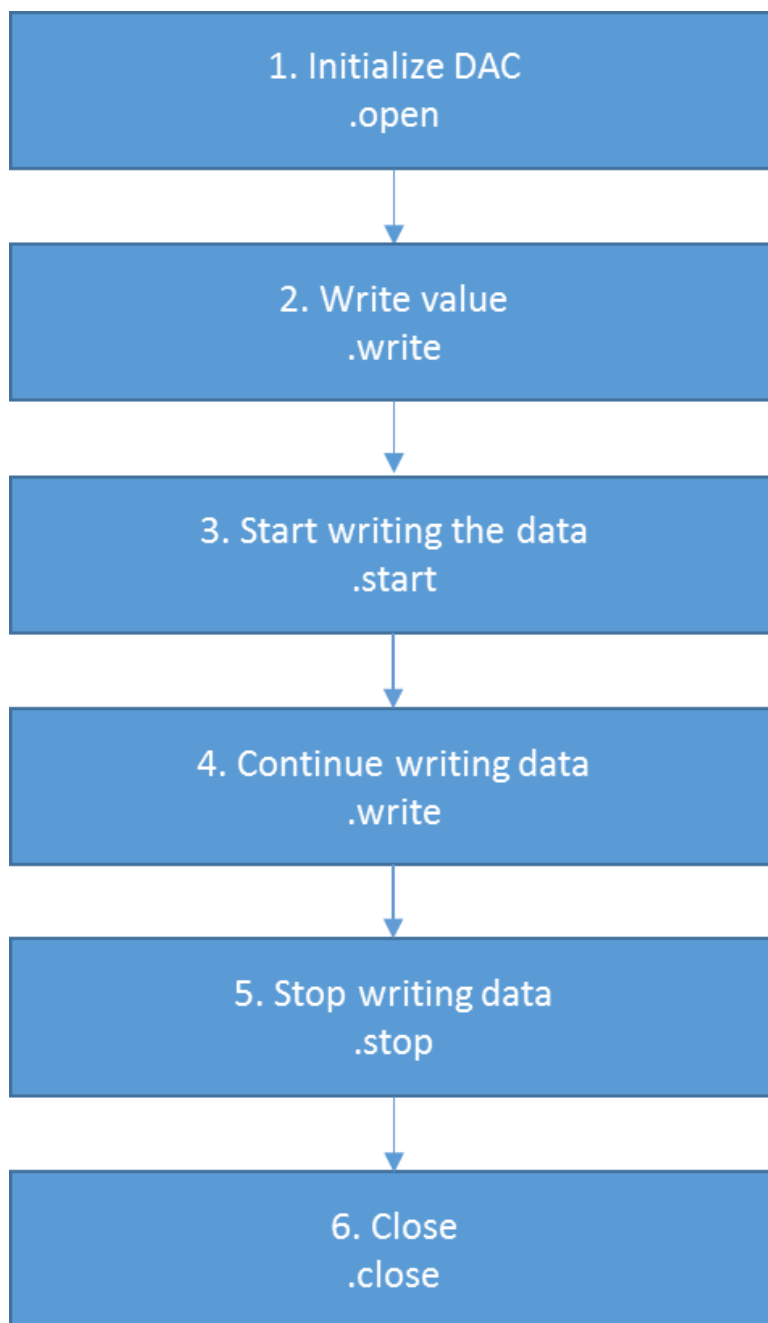 1. Initialize DAC
.open
2. Write value
.write
3. Start writing the data
.start
4. Continue writing data
.write
5. Stop writing data
.stop
6. Close
.close